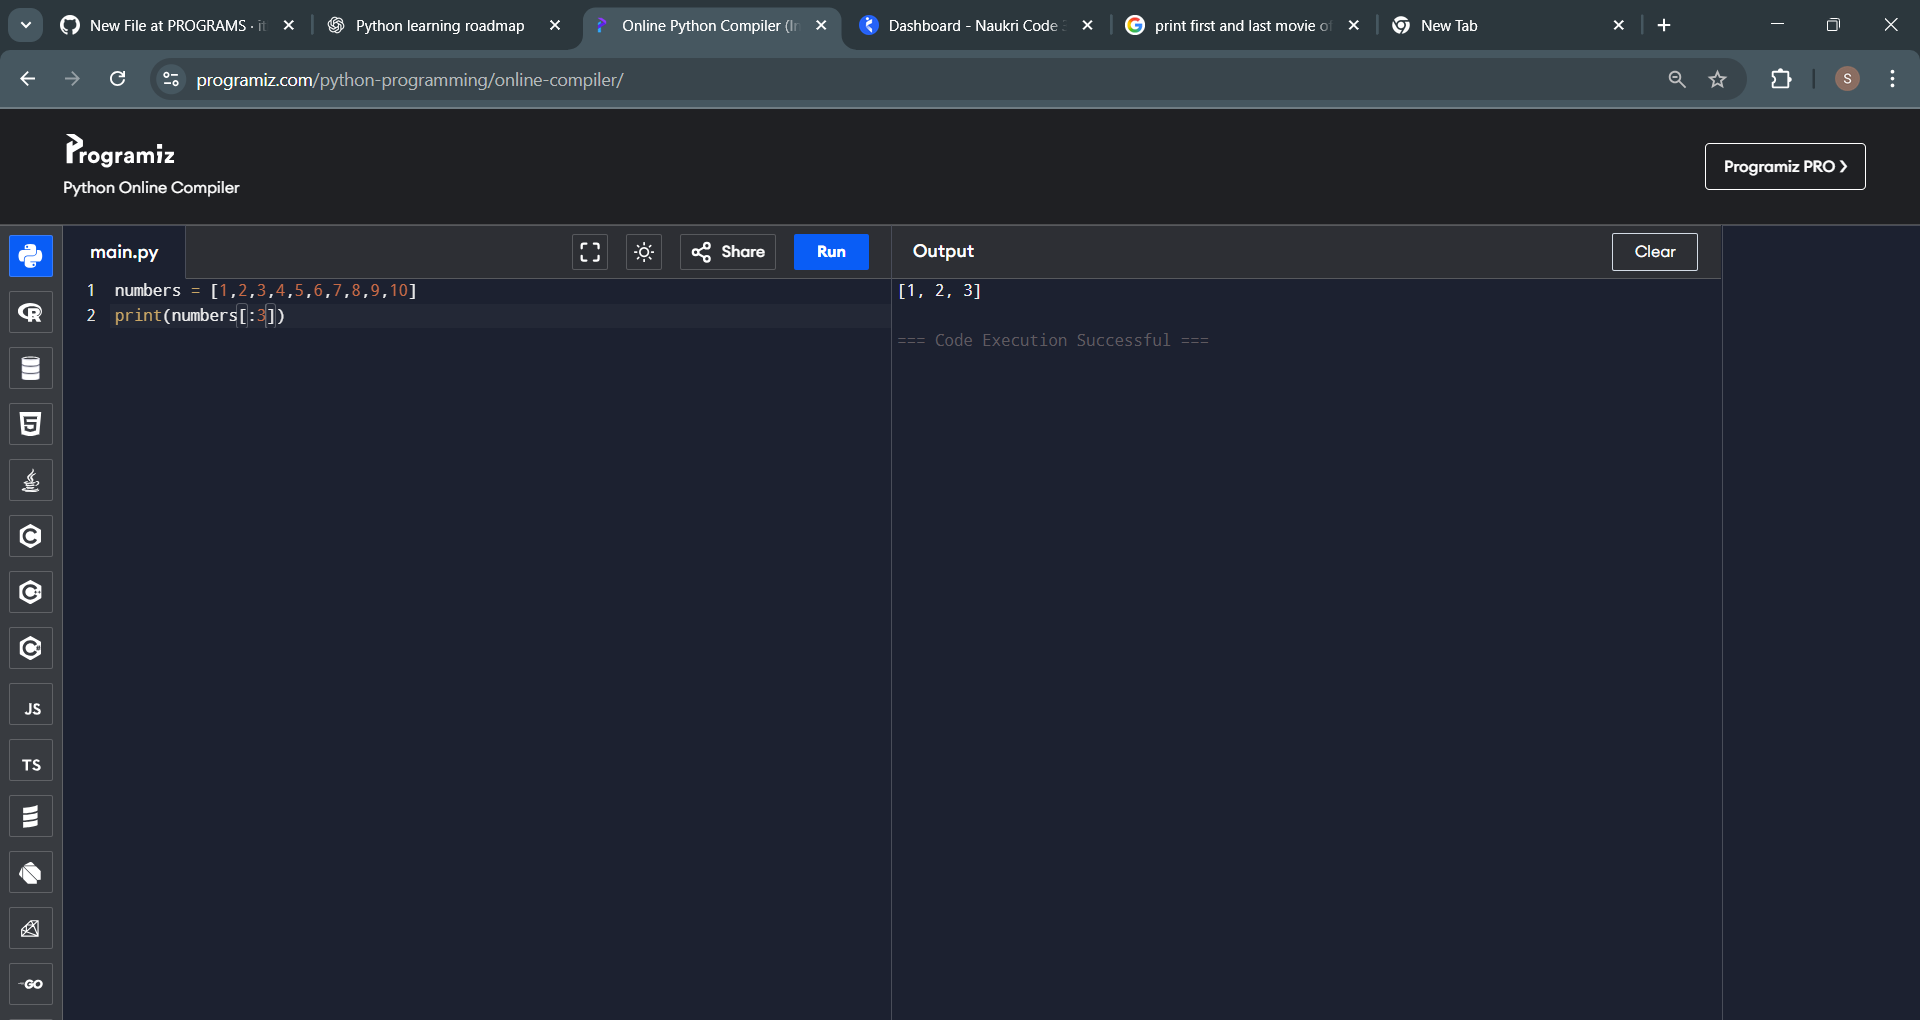 New File at PROGRAMS · it
Python learning roadmap
Online Python Compiler (In
Dashboard - Naukri Code 3
print first and last movie of
New Tab
programiz.com/python-programming/online-compiler/
S
Programiz
Python Online Compiler
Programiz PRO ❯
main.py
Share
Run
Output
Clear
1 numbers = [1,2,3,4,5,6,7,8,9,10]
2 print(numbers[:3])
[1, 2, 3]
=== Code Execution Successful ===
JS
TS
GO